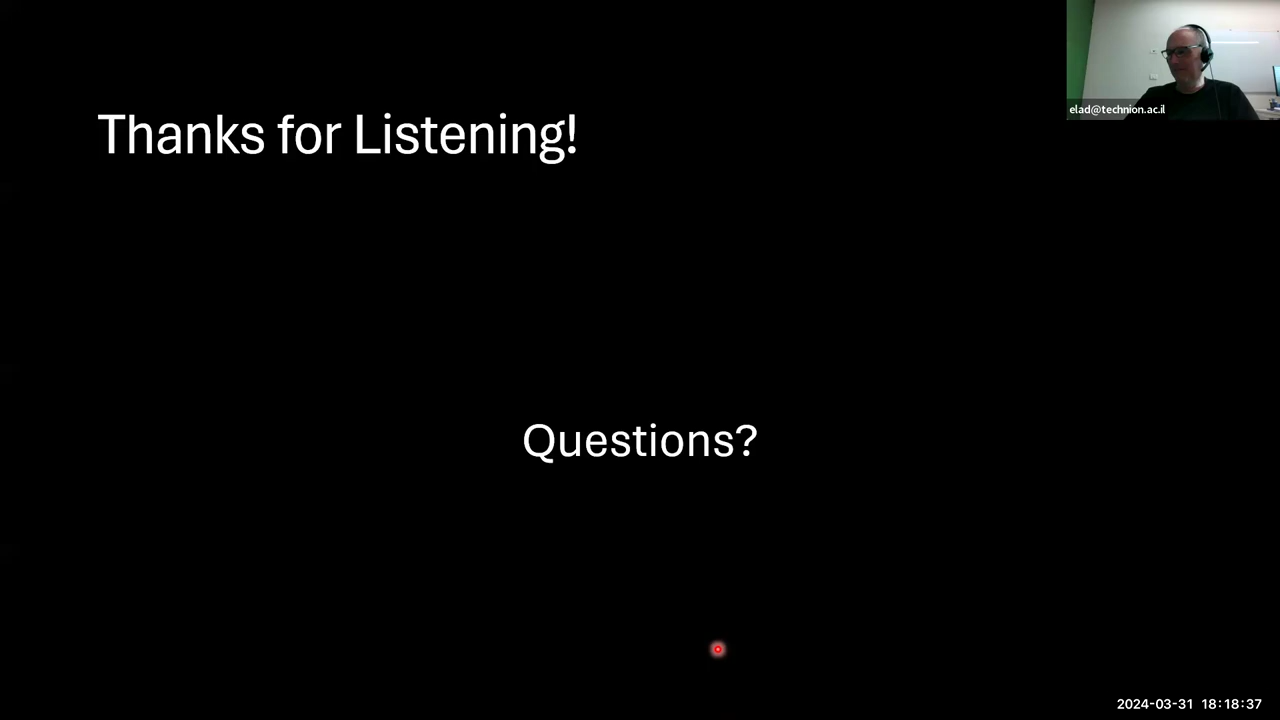 elad@technion.ac.il
Thanks for Listening!
Questions?
2024-03-31 18:18:37